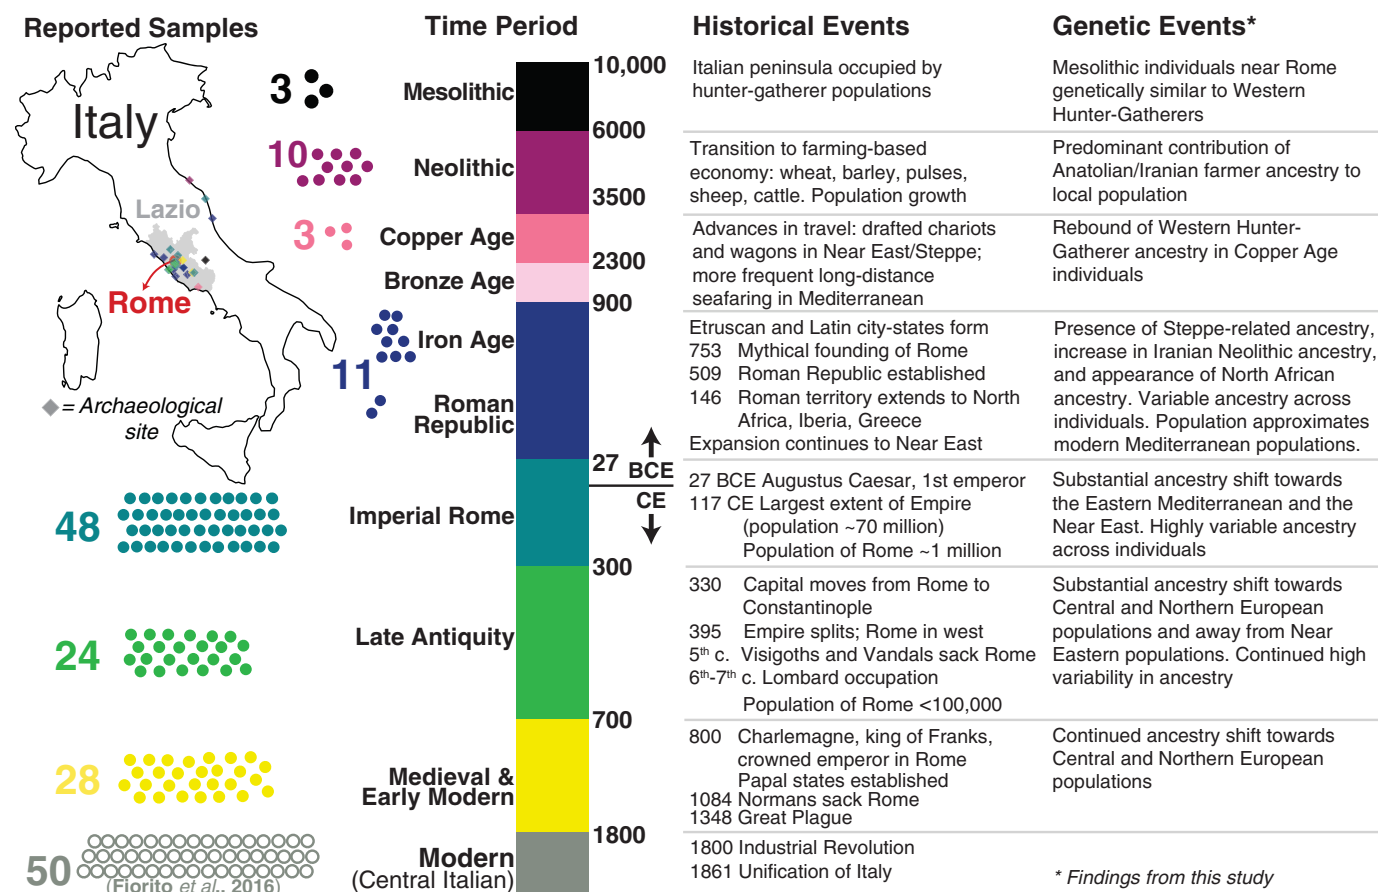 Reported Samples
Time Period
Historical Events
Genetic Events*
Italy
Lazio
Rome
= Archaeological
site
3
Mesolithic
10,000
Italian peninsula occupied by
hunter-gatherer populations
Mesolithic individuals near Rome
genetically similar to Western
Hunter-Gatherers
6000
10
Neolithic
Transition to farming-based
economy: wheat, barley, pulses,
sheep, cattle. Population growth
Predominant contribution of
Anatolian/Iranian farmer ancestry to
local population
3500
3
Copper Age
2300
Bronze Age
Advances in travel: drafted chariots
and wagons in Near East/Steppe;
more frequent long-distance
seafaring in Mediterranean
Rebound of Western Hunter-
Gatherer ancestry in Copper Age
individuals
900
11
Iron Age
Roman
Republic
Etruscan and Latin city-states form
753 Mythical founding of Rome
509 Roman Republic established
146 Roman territory extends to North
Africa, Iberia, Greece
Expansion continues to Near East
Presence of Steppe-related ancestry,
increase in Iranian Neolithic ancestry,
and appearance of North African
ancestry. Variable ancestry across
individuals. Population approximates
modern Mediterranean populations.
27
BCE
CE
48
Imperial Rome
27 BCE Augustus Caesar, 1st emperor
117 CE Largest extent of Empire
(population ~70 million)
Population of Rome ~1 million
Substantial ancestry shift towards
the Eastern Mediterranean and the
Near East. Highly variable ancestry
across individuals
300
24
Late Antiquity
330 Capital moves from Rome to
Constantinople
395 Empire splits; Rome in west
5th c. Visigoths and Vandals sack Rome
6th-7th c. Lombard occupation
Population of Rome <100,000
Substantial ancestry shift towards
Central and Northern European
populations and away from Near
Eastern populations. Continued high
variability in ancestry
700
28
Medieval &
Early Modern
800 Charlemagne, king of Franks,
crowned emperor in Rome
Papal states established
1084 Normans sack Rome
1348 Great Plague
Continued ancestry shift towards
Central and Northern European
populations
1800
50
(Fiorito et al., 2016)
Modern
(Central Italian)
1800 Industrial Revolution
1861 Unification of Italy
* Findings from this study